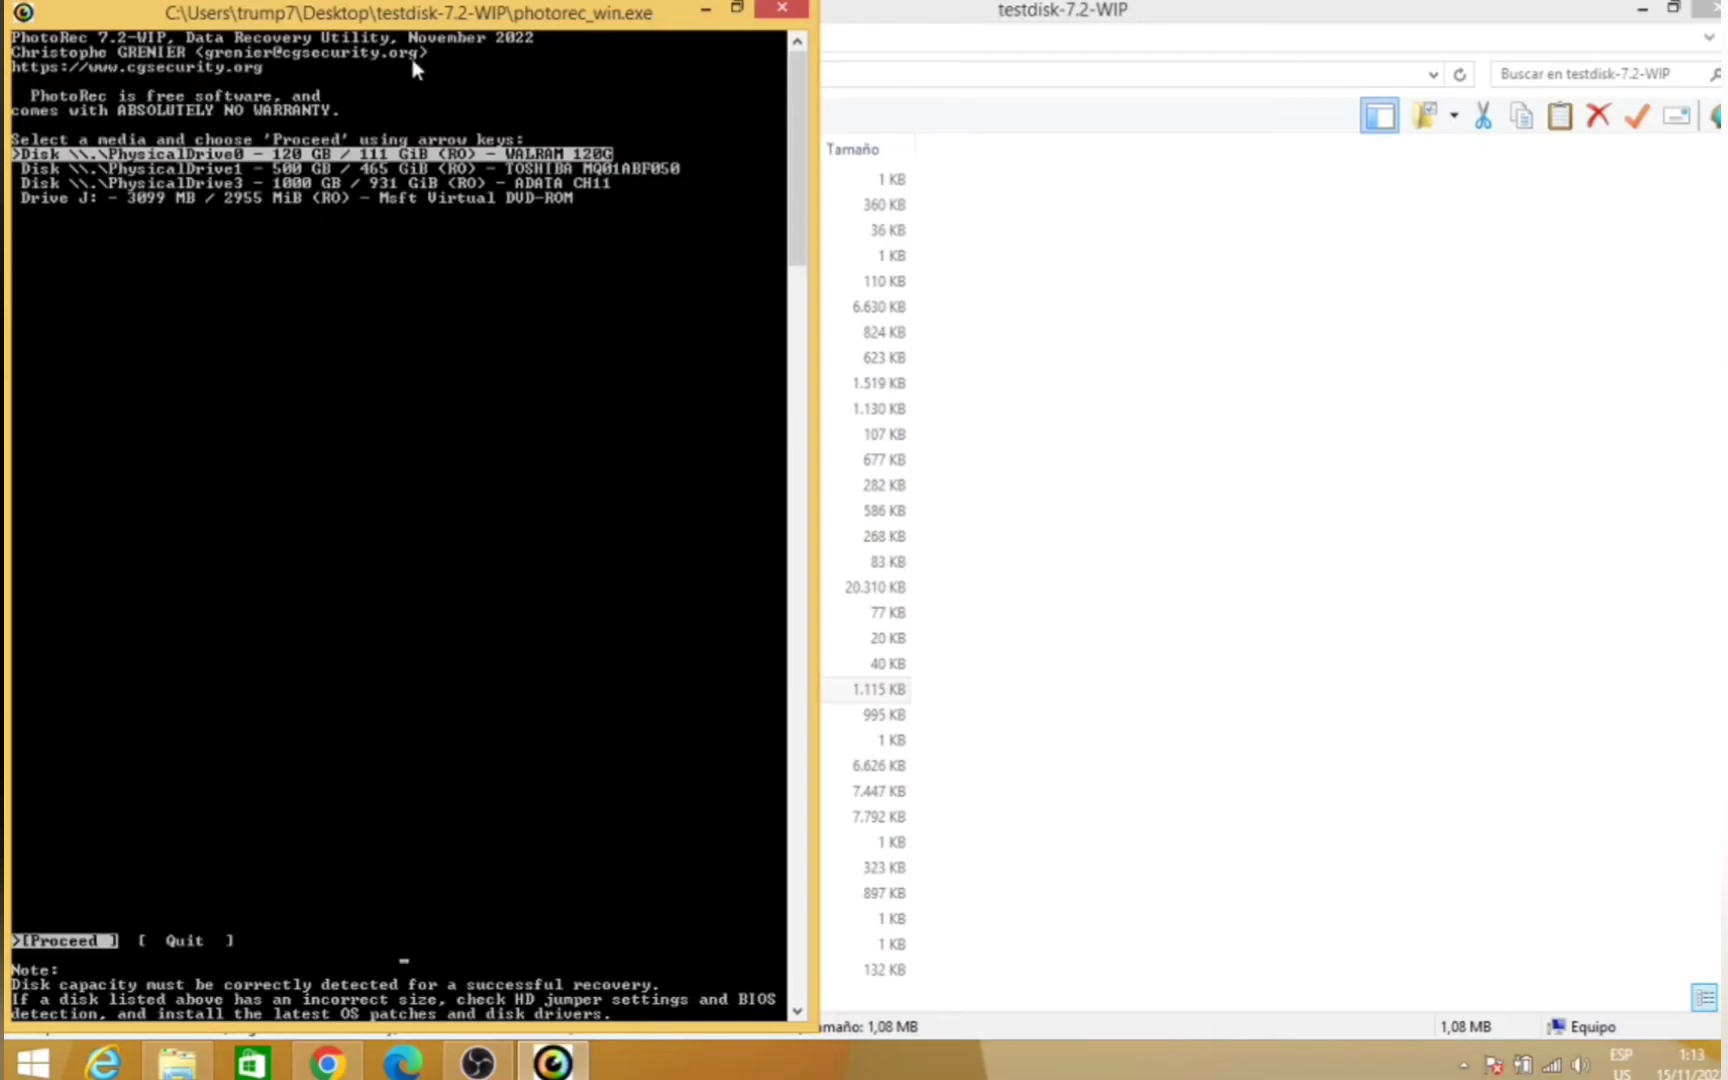 C:\Users\trump7\Desktop\testdisk-7.2-WIP\photorec_win.exe
PhotoRec 7.2-WIP, Data Recovery Utility, November 2022
Christophe GRENIER <grenier@cgsecurity.org>
https://www.cgsecurity.org
PhotoRec is free software, and
comes with ABSOLUTELY NO WARRANTY.
Select a media and choose 'Proceed' using arrow keys:
>Disk \\.\PhysicalDrive0 - 120 GB / 111 GiB (RO) - WALRAM 120G
Disk \\.\PhysicalDrive1 - 500 GB / 465 GiB (RO) - TOSHIBA MQ01ABF050
Disk \\.\PhysicalDrive3 - 1000 GB / 931 GiB (RO) - ADATA CH11
Drive J: - 3099 MB / 2955 MiB (RO) - Msft Virtual DVD-ROM
>[Proceed ] [ Quit ]
Note:
Disk capacity must be correctly detected for a successful recovery.
If a disk listed above has an incorrect size, check HD jumper settings and BIOS
detection, and install the latest OS patches and disk drivers.
testdisk-7.2-WIP
Buscar en testdisk-7.2-WIP
Tamaño
1 KB
360 KB
36 KB
1 KB
110 KB
6.630 KB
824 KB
623 KB
1.519 KB
1.130 KB
107 KB
677 KB
282 KB
586 KB
268 KB
83 KB
20.310 KB
77 KB
20 KB
40 KB
1.115 KB
995 KB
1 KB
6.626 KB
7.447 KB
7.792 KB
1 KB
323 KB
897 KB
1 KB
1 KB
132 KB
amaño: 1,08 MB
1,08 MB
Equipo
ESP
US
1:13
15/11/202